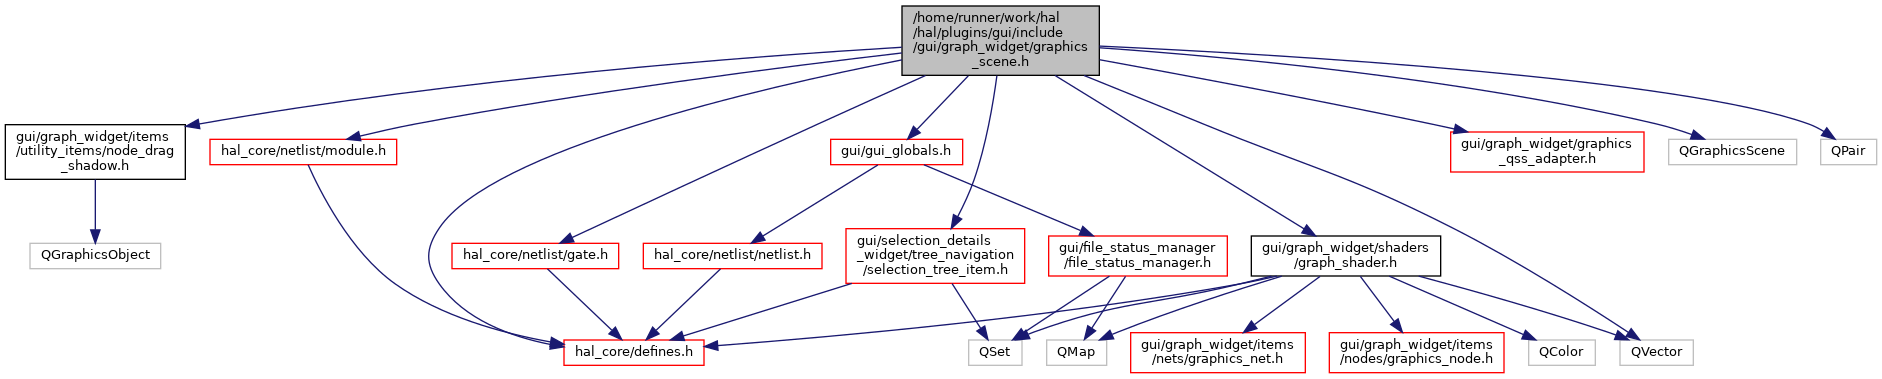 /home/runner/work/hal
/hal/plugins/gui/include
/gui/graph_widget/graphics
_scene.h
gui/graph_widget/items
/utility_items/node_drag
_shadow.h
hal_core/netlist/module.h
gui/gui_globals.h
gui/graph_widget/graphics
_qss_adapter.h
QGraphicsScene
QPair
QGraphicsObject
hal_core/netlist/gate.h
hal_core/netlist/netlist.h
gui/selection_details
_widget/tree_navigation
/selection_tree_item.h
gui/file_status_manager
/file_status_manager.h
gui/graph_widget/shaders
/graph_shader.h
hal_core/defines.h
QSet
QMap
gui/graph_widget/items
/nets/graphics_net.h
gui/graph_widget/items
/nodes/graphics_node.h
QColor
QVector